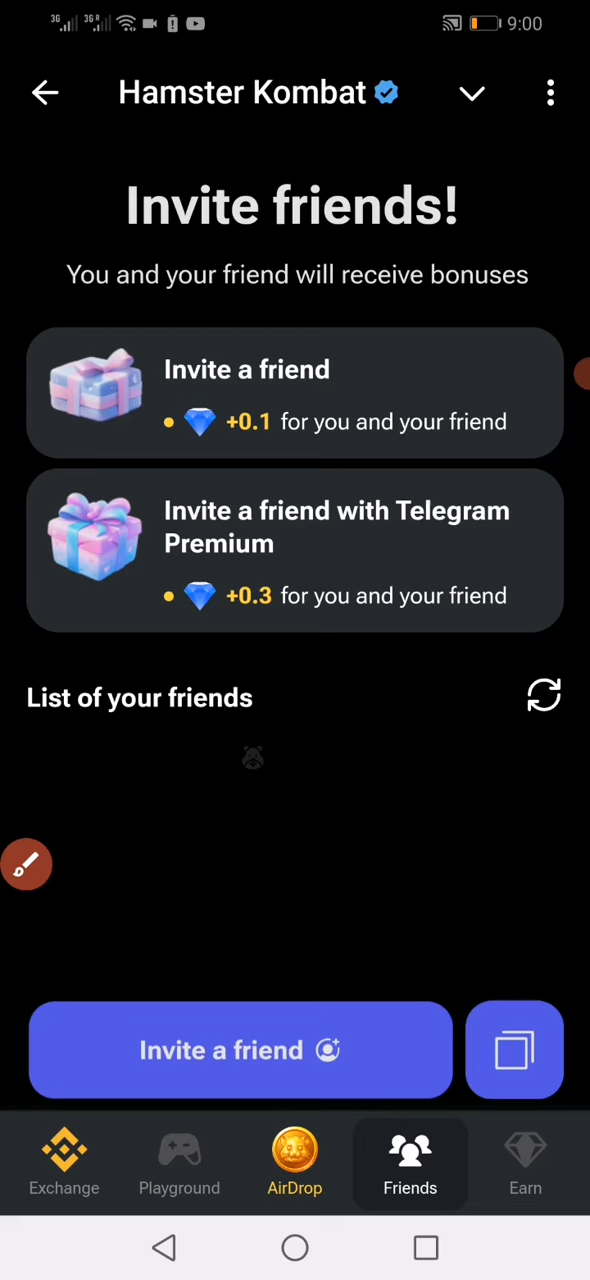 3G 3G R 9:00
Hamster Kombat
Invite friends!
You and your friend will receive bonuses
Invite a friend
+0.1 for you and your friend
Invite a friend with Telegram
Premium
+0.3 for you and your friend
List of your friends
Invite a friend
Exchange Playground AirDrop Friends Earn